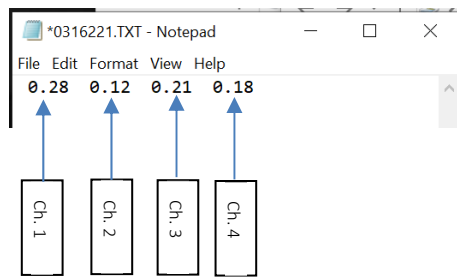 *0316221.TXT - Notepad
File Edit Format View Help
0.28 0.12 0.21 0.18
Ch. 1
Ch. 2
Ch. 3
Ch. 4